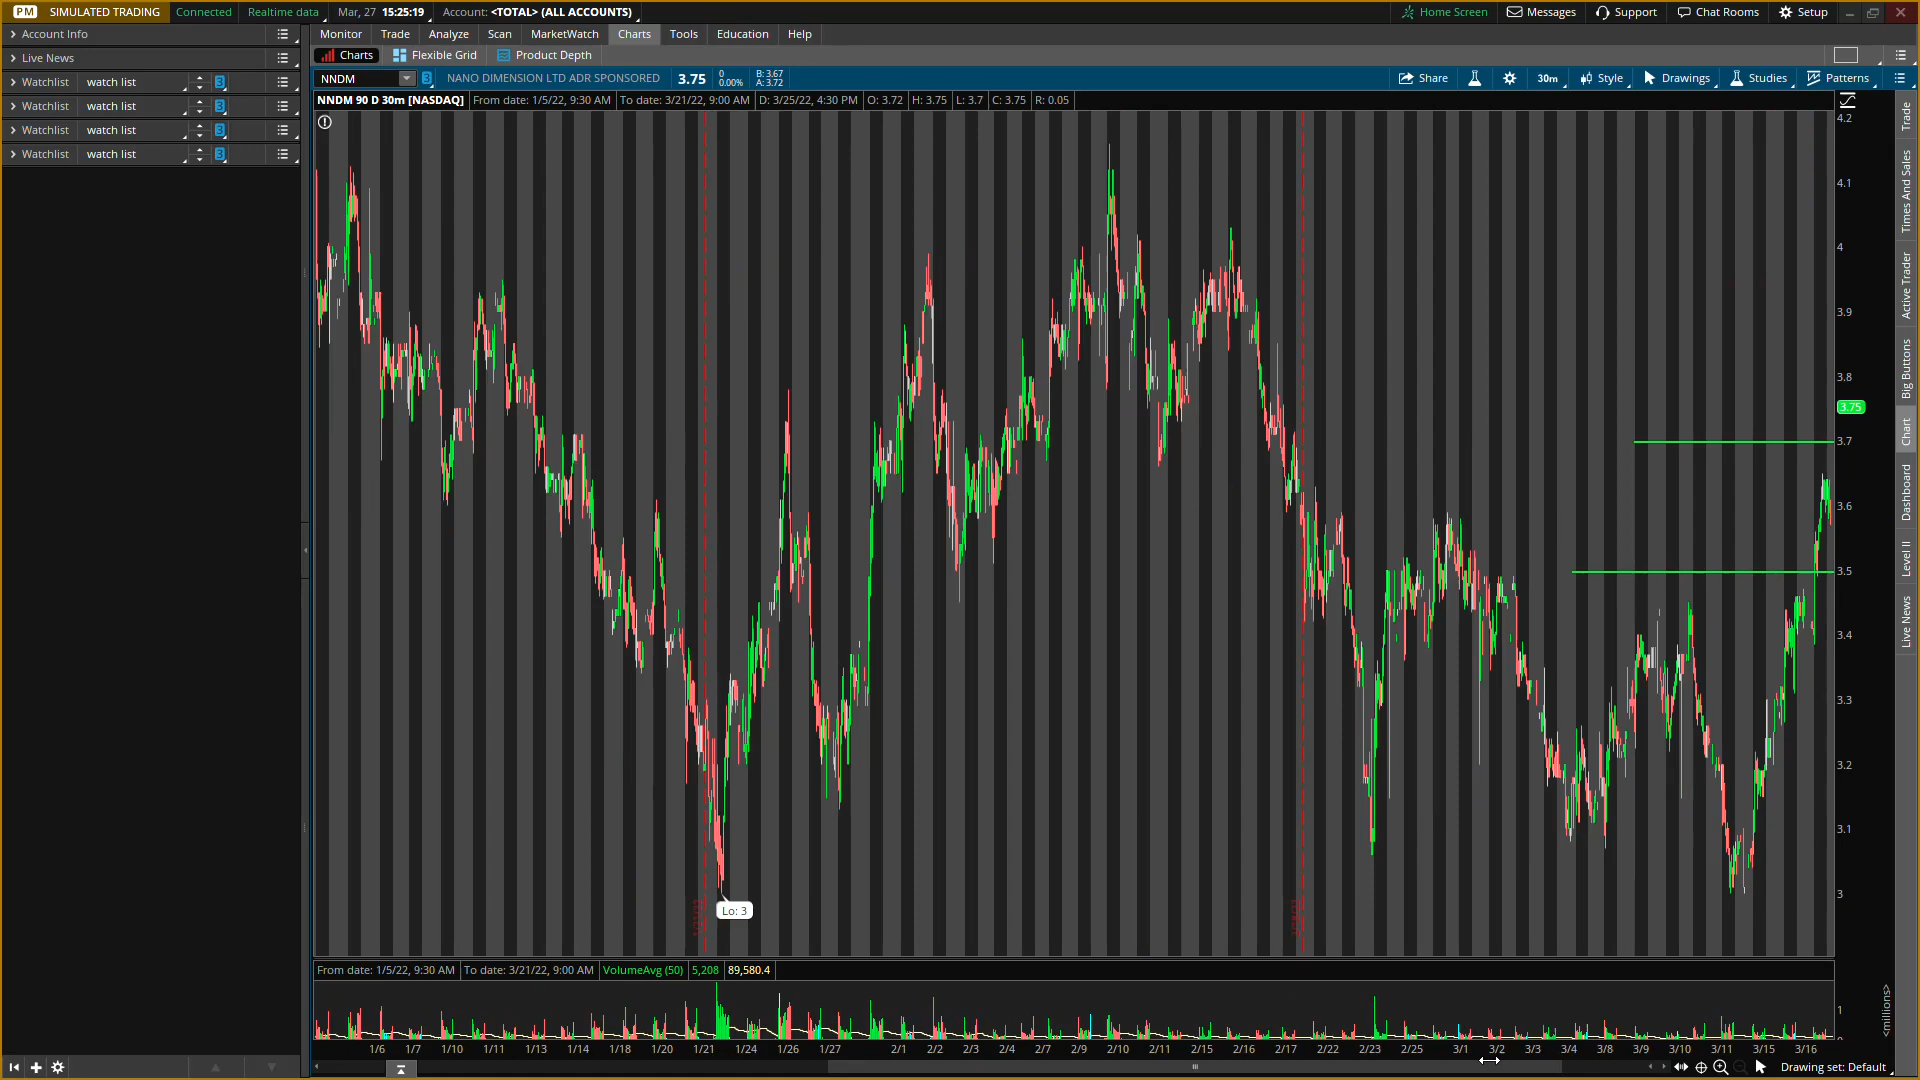 PM SIMULATED TRADING Connected Realtime data Mar, 27 15:25:19 Account: <TOTAL> (ALL ACCOUNTS) Home Screen Messages Support Chat Rooms Setup
Account Info
Live News
Watchlist watch list 3
Watchlist watch list 3
Watchlist watch list 3
Watchlist watch list 3
Monitor Trade Analyze Scan MarketWatch Charts Tools Education Help
Charts Flexible Grid Product Depth
NNDM 3 NANO DIMENSION LTD ADR SPONSORED 3.75 0 0.00% B: 3.67 A: 3.72 Share 30m Style Drawings Studies Patterns
NNDM 90 D 30m [NASDAQ] From date: 1/5/22, 9:30 AM To date: 3/21/22, 9:00 AM D: 3/25/22, 4:30 PM O: 3.72 H: 3.75 L: 3.7 C: 3.75 R: 0.05
4.2
4.1
4
3.9
3.8
3.75
3.7
3.6
3.5
3.4
3.3
3.2
3.1
3
Lo: 3
From date: 1/5/22, 9:30 AM To date: 3/21/22, 9:00 AM VolumeAvg (50) 5,208 89,580.4
1
0
<millions>
1/6 1/7 1/10 1/11 1/13 1/14 1/18 1/20 1/21 1/24 1/26 1/27 2/1 2/2 2/3 2/4 2/7 2/9 2/10 2/11 2/15 2/16 2/17 2/22 2/23 2/25 3/1 3/2 3/3 3/4 3/8 3/9 3/10 3/11 3/15 3/16
Drawing set: Default
Trade
Times And Sales
Active Trader
Big Buttons
Chart
Dashboard
Level II
Live News